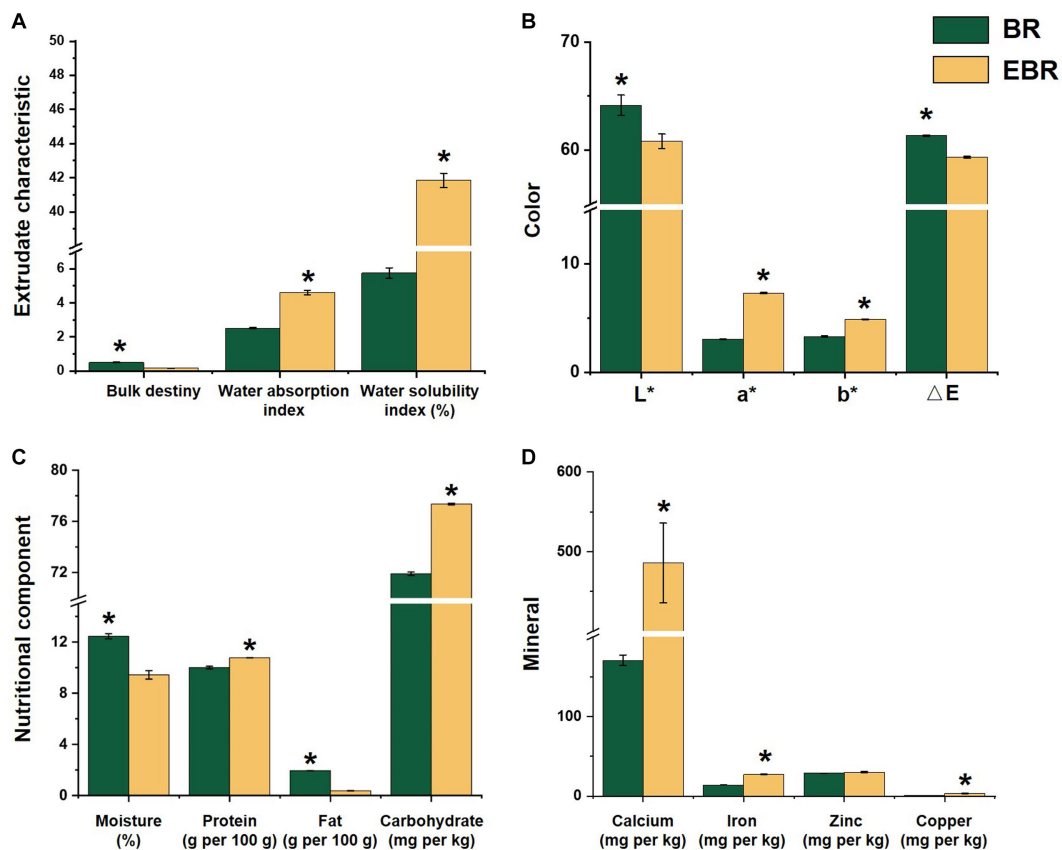 A
Extrudate characteristic
50
48
46
44
42
40
6
4
2
0
*
*
*
Bulk destiny
Water absorption
index
Water solubility
index (%)
B
BR
EBR
Color
70
60
10
0
*
*
*
*
L*
a*
b*
△E
C
Nutritional component
80
76
72
12
8
4
0
*
*
*
*
Moisture
(%)
Protein
(g per 100 g)
Fat
(g per 100 g)
Carbohydrate
(mg per kg)
D
Mineral
600
500
100
0
*
*
*
Calcium
(mg per kg)
Iron
(mg per kg)
Zinc
(mg per kg)
Copper
(mg per kg)